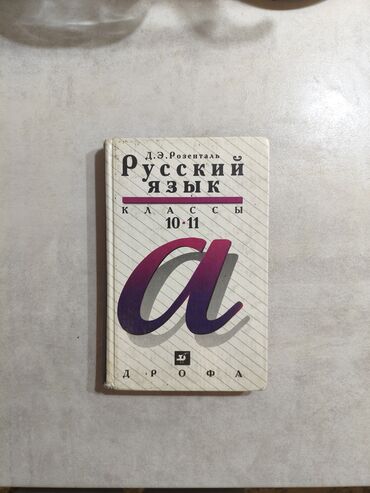 Д.Э.Розенталь
Русский
язык
классы
10•11
а
ДРОФА